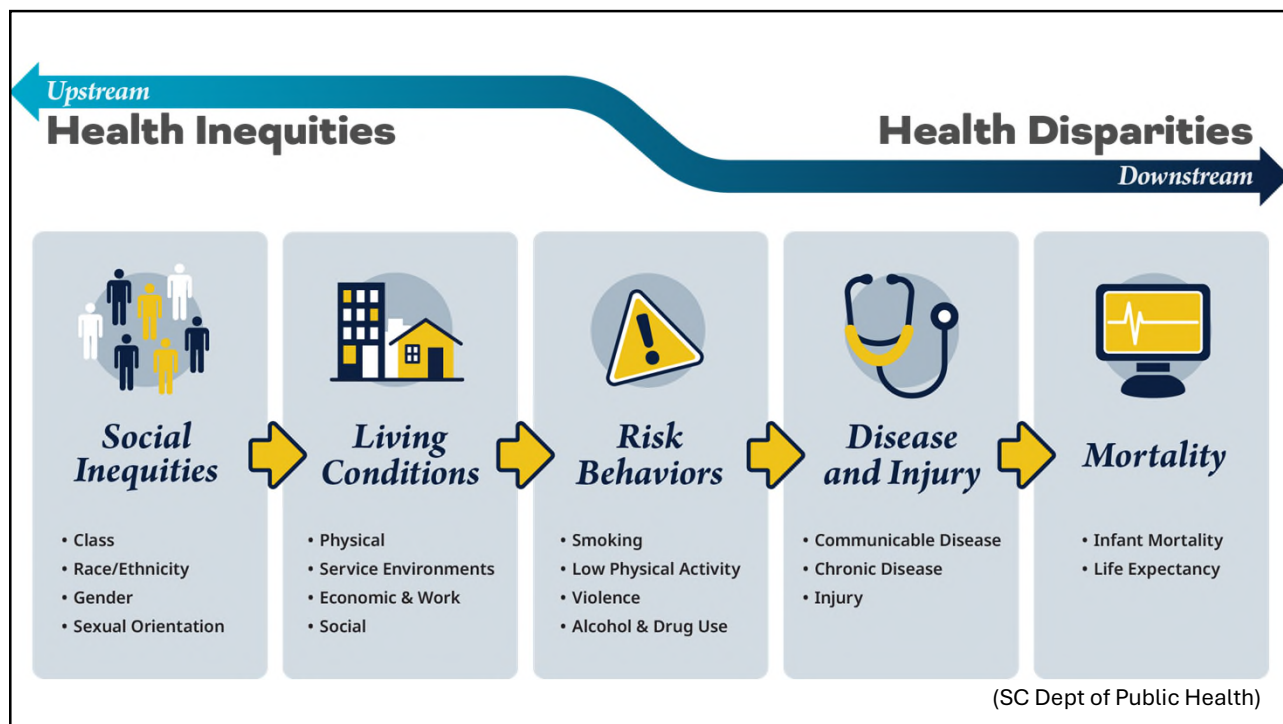 Upstream
Health Inequities
Health Disparities
Downstream
Social
Inequities
• Class
• Race/Ethnicity
• Gender
• Sexual Orientation
Living
Conditions
• Physical
• Service Environments
• Economic & Work
• Social
Risk
Behaviors
• Smoking
• Low Physical Activity
• Violence
• Alcohol & Drug Use
Disease
and Injury
• Communicable Disease
• Chronic Disease
• Injury
Mortality
• Infant Mortality
• Life Expectancy
(SC Dept of Public Health)